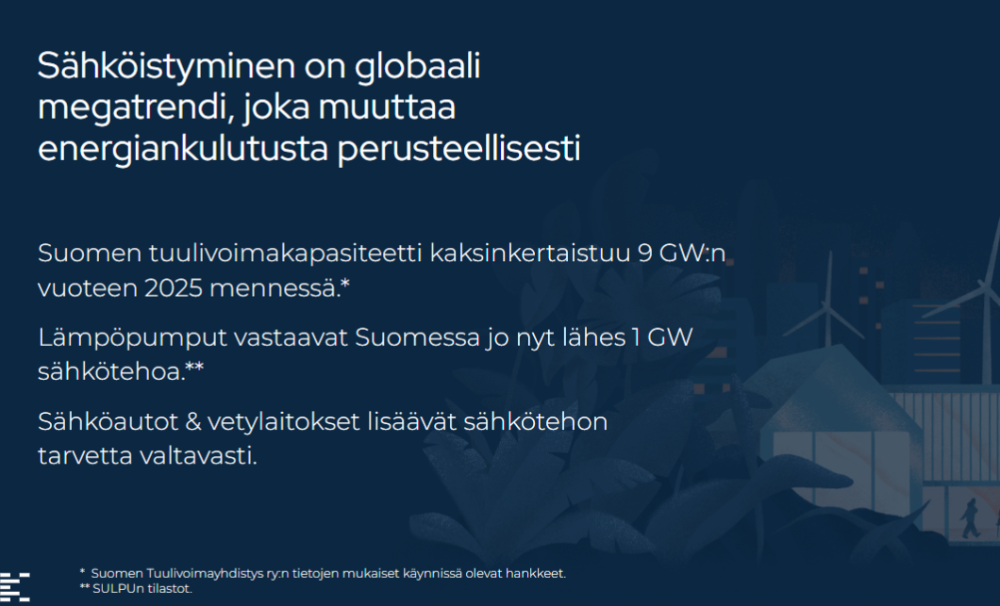 Sähköistyminen on globaali
megatrendi, joka muuttaa
energiankulutusta perusteellisesti
Suomen tuulivoimakapasiteetti kaksinkertaistuu 9 GW:n
vuoteen 2025 mennessä.*
Lämpöpumput vastaavat Suomessa jo nyt lähes 1 GW
sähkötehoa.**
Sähköautot & vetylaitokset lisäävät sähkötehon
tarvetta valtavasti.
* Suomen Tuulivoimayhdistys ry:n tietojen mukaiset käynnissä olevat hankkeet.
** SULPUn tilastot.